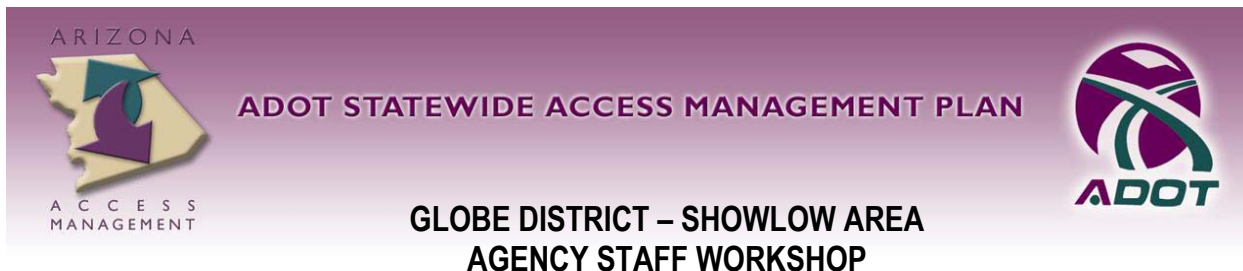 ARIZONA
ACCESS
MANAGEMENT
ADOT STATEWIDE ACCESS MANAGEMENT PLAN
ADOT
GLOBE DISTRICT – SHOWLOW AREA
AGENCY STAFF WORKSHOP